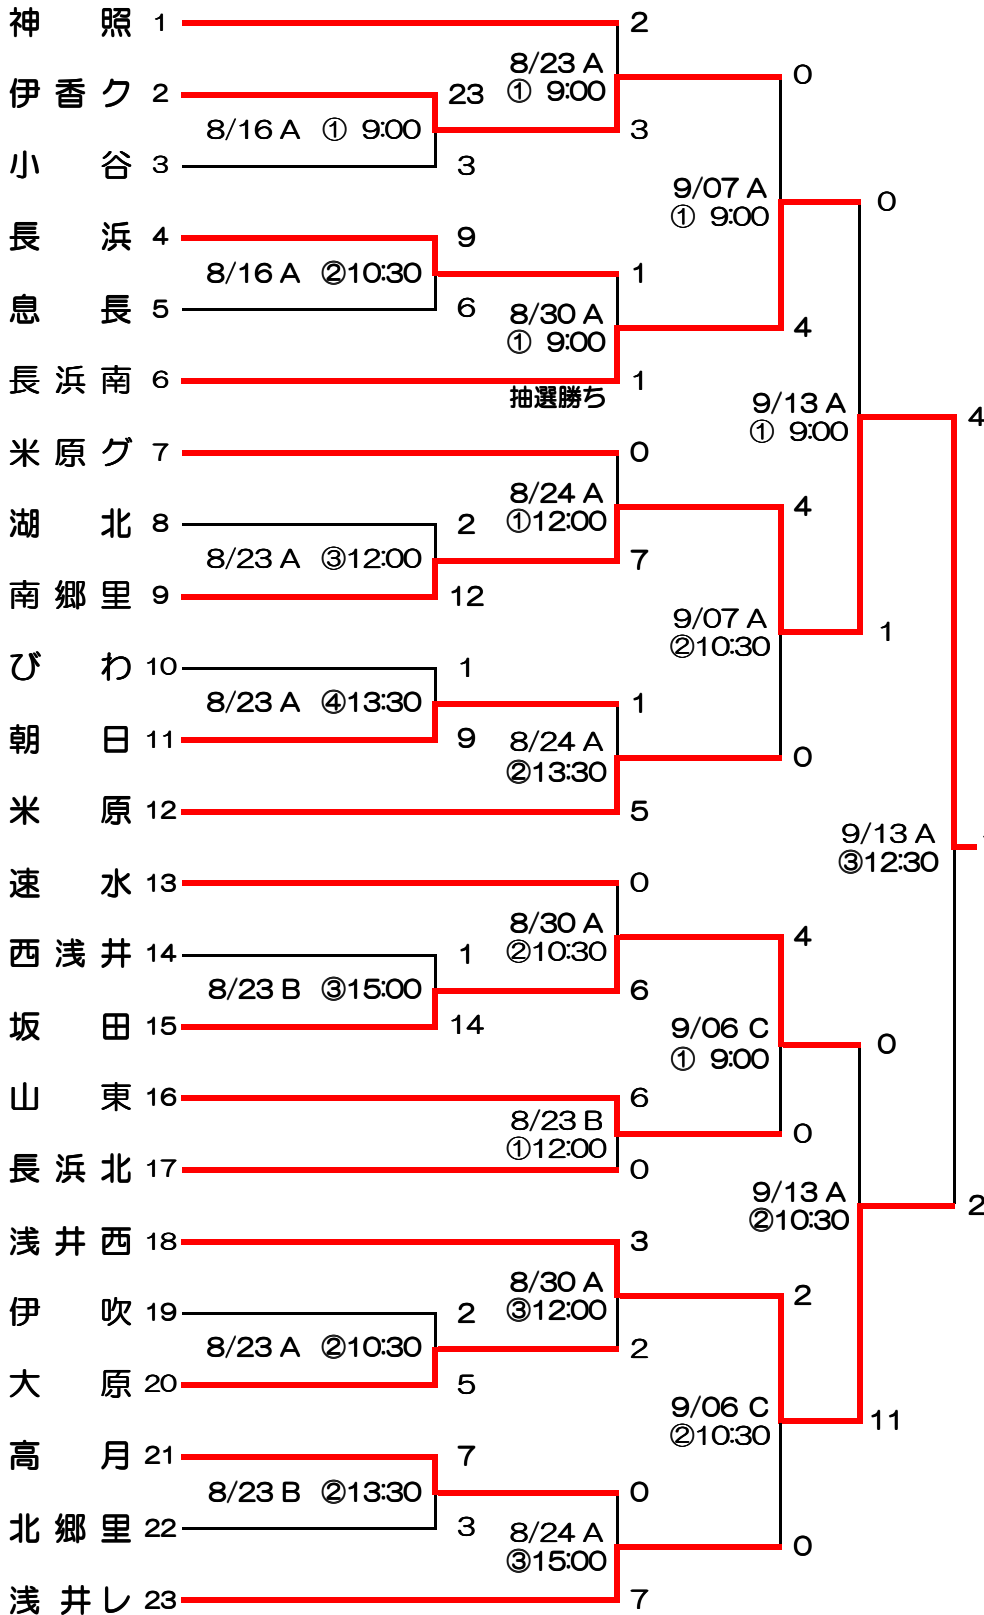 神照 1 2
8/23 A 0
伊香ク 2 23 ① 9:00
8/16 A ① 9:00 3
小谷 3 3
9/07 A 0
① 9:00
長浜 4 9
8/16 A ②10:30 1
息長 5 6 8/30 A 4
① 9:00
長浜南 6 1
抽選勝ち
9/13 A 4
① 9:00
米原グ 7 0
8/24 A 4
湖北 8 2 ①12:00
8/23 A ③12:00 7
南郷里 9 12
9/07 A 1
②10:30
びわ 10 1
8/23 A ④13:30 1
朝日 11 9 8/24 A 0
②13:30
米原 12 5
9/13 A
③12:30
速水 13 0
8/30 A 4
西浅井 14 1 ②10:30
8/23 B ③15:00 6
坂田 15 14
9/06 C 0
① 9:00
山東 16 6
8/23 B 0
①12:00
長浜北 17 0
9/13 A 2
②10:30
浅井西 18 3
8/30 A 2
伊吹 19 2 ③12:00
8/23 A ②10:30 2
大原 20 5
9/06 C 11
②10:30
高月 21 7
8/23 B ②13:30 0
北郷里 22 3 8/24 A 0
③15:00
浅井レ 23 7